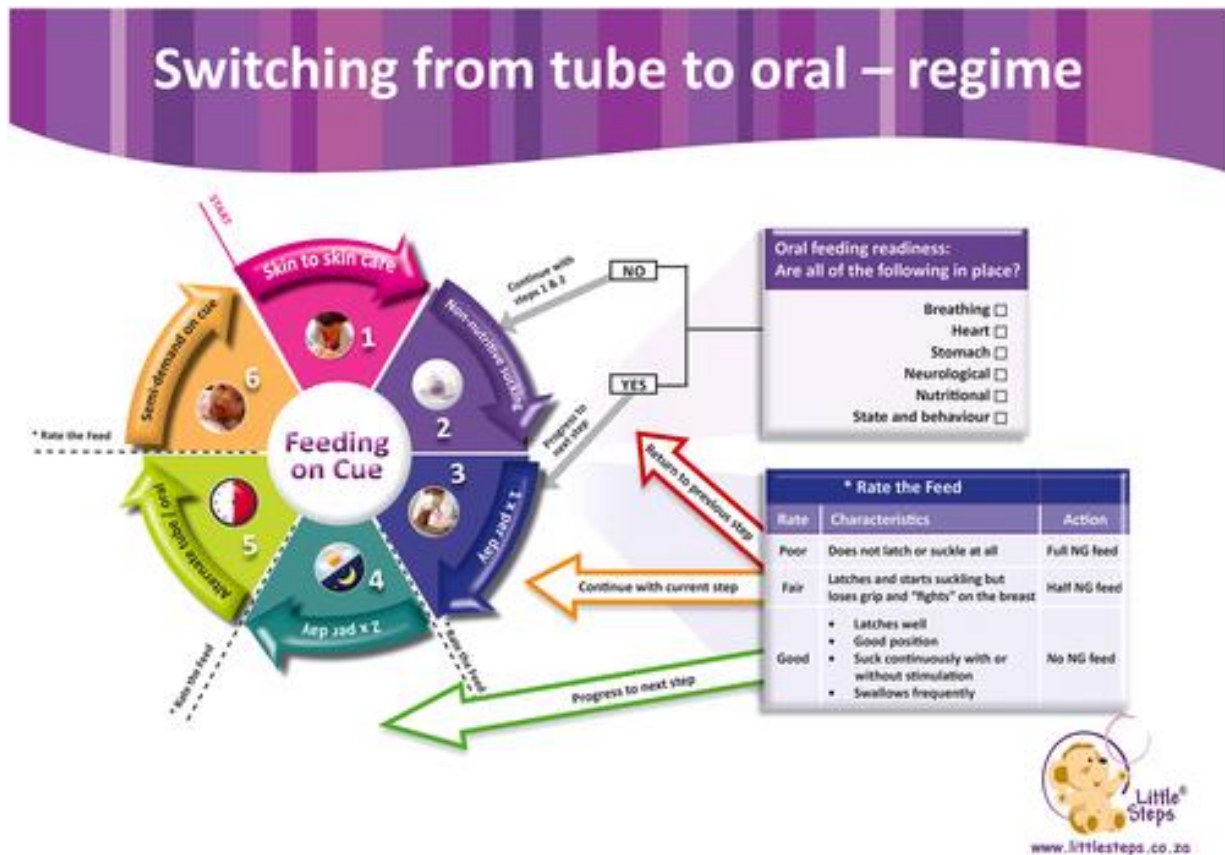 Switching from tube to oral – regime
START
Skin to skin care
1
Non-nutritive sucking
2
3
1 x per day
4
2 x per day
5
Alternate tube / oral
6
Semi-demand on cue
Feeding
on Cue
* Rate the Feed
* Rate the Feed
* Rate the Feed
Continue with
steps 1 & 2
NO
YES
Progress to
next step
Oral feeding readiness:
Are all of the following in place?
Breathing
Heart
Stomach
Neurological
Nutritional
State and behaviour
Return to previous step
Continue with current step
Progress to next step
* Rate the Feed
Rate Characteristics Action
Poor Does not latch or suckle at all Full NG feed
Fair Latches and starts suckling but
loses grip and "fights" on the breast Half NG feed
• Latches well
• Good position
Good • Suck continuously with or No NG feed
without stimulation
• Swallows frequently
Little®
Steps
www.littlesteps.co.za